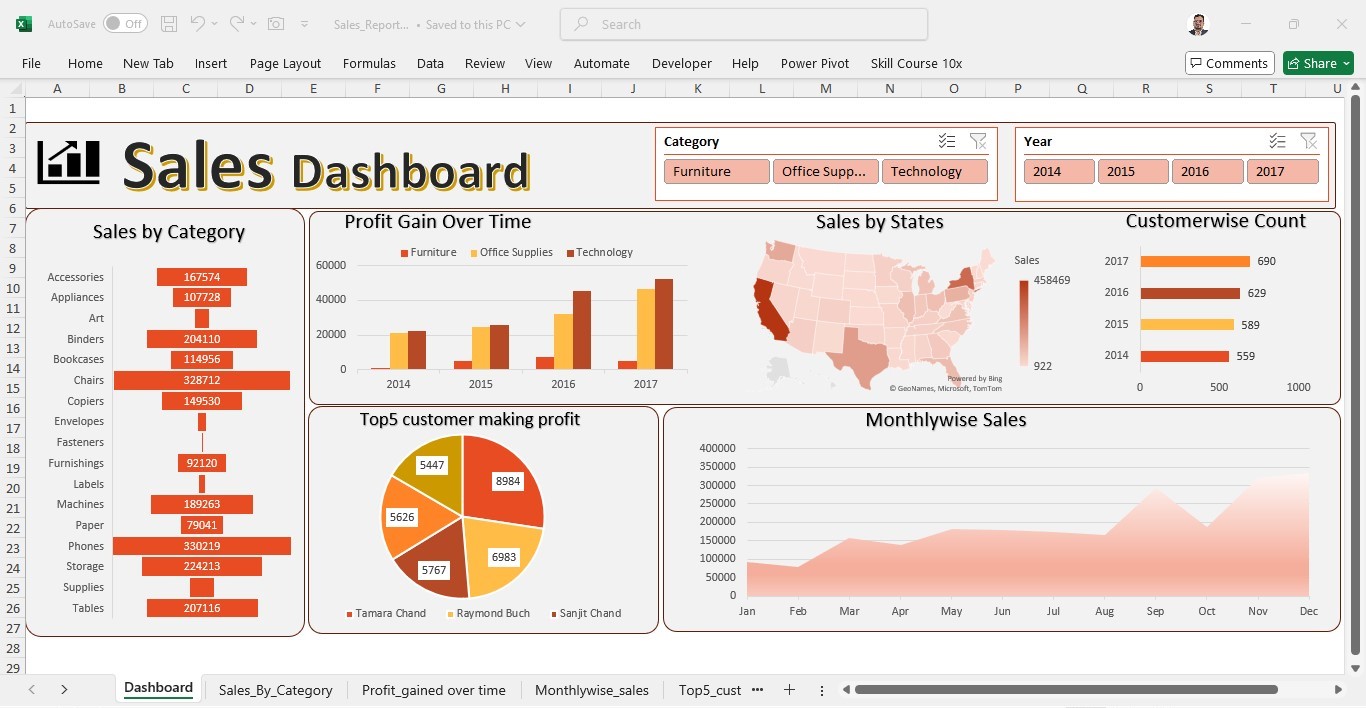 AutoSave Off Sales_Report... • Saved to this PC Search
File Home New Tab Insert Page Layout Formulas Data Review View Automate Developer Help Power Pivot Skill Course 10x Comments Share
A B C D E F G H I J K L M N O P Q R S T U
1
2
3
4
5
6
7
8
9
10
11
12
13
14
15
16
17
18
19
20
21
22
23
24
25
26
27
28
29
Sales Dashboard
Category
Furniture Office Supp... Technology
Year
2014 2015 2016 2017
Sales by Category
Accessories 167574
Appliances 107728
Art
Binders 204110
Bookcases 114956
Chairs 328712
Copiers 149530
Envelopes
Fasteners
Furnishings 92120
Labels
Machines 189263
Paper 79041
Phones 330219
Storage 224213
Supplies
Tables 207116
Profit Gain Over Time
Furniture Office Supplies Technology
60000
40000
20000
0
2014 2015 2016 2017
Sales by States
Sales
458469
922
Powered by Bing
© GeoNames, Microsoft, TomTom
Customerwise Count
2017 690
2016 629
2015 589
2014 559
0 500 1000
Top5 customer making profit
5447
8984
5626
6983
5767
Tamara Chand Raymond Buch Sanjit Chand
Monthlywise Sales
400000
350000
300000
250000
200000
150000
100000
50000
0
Jan Feb Mar Apr May Jun Jul Aug Sep Oct Nov Dec
Dashboard Sales_By_Category Profit_gained over time Monthlywise_sales Top5_cust ...